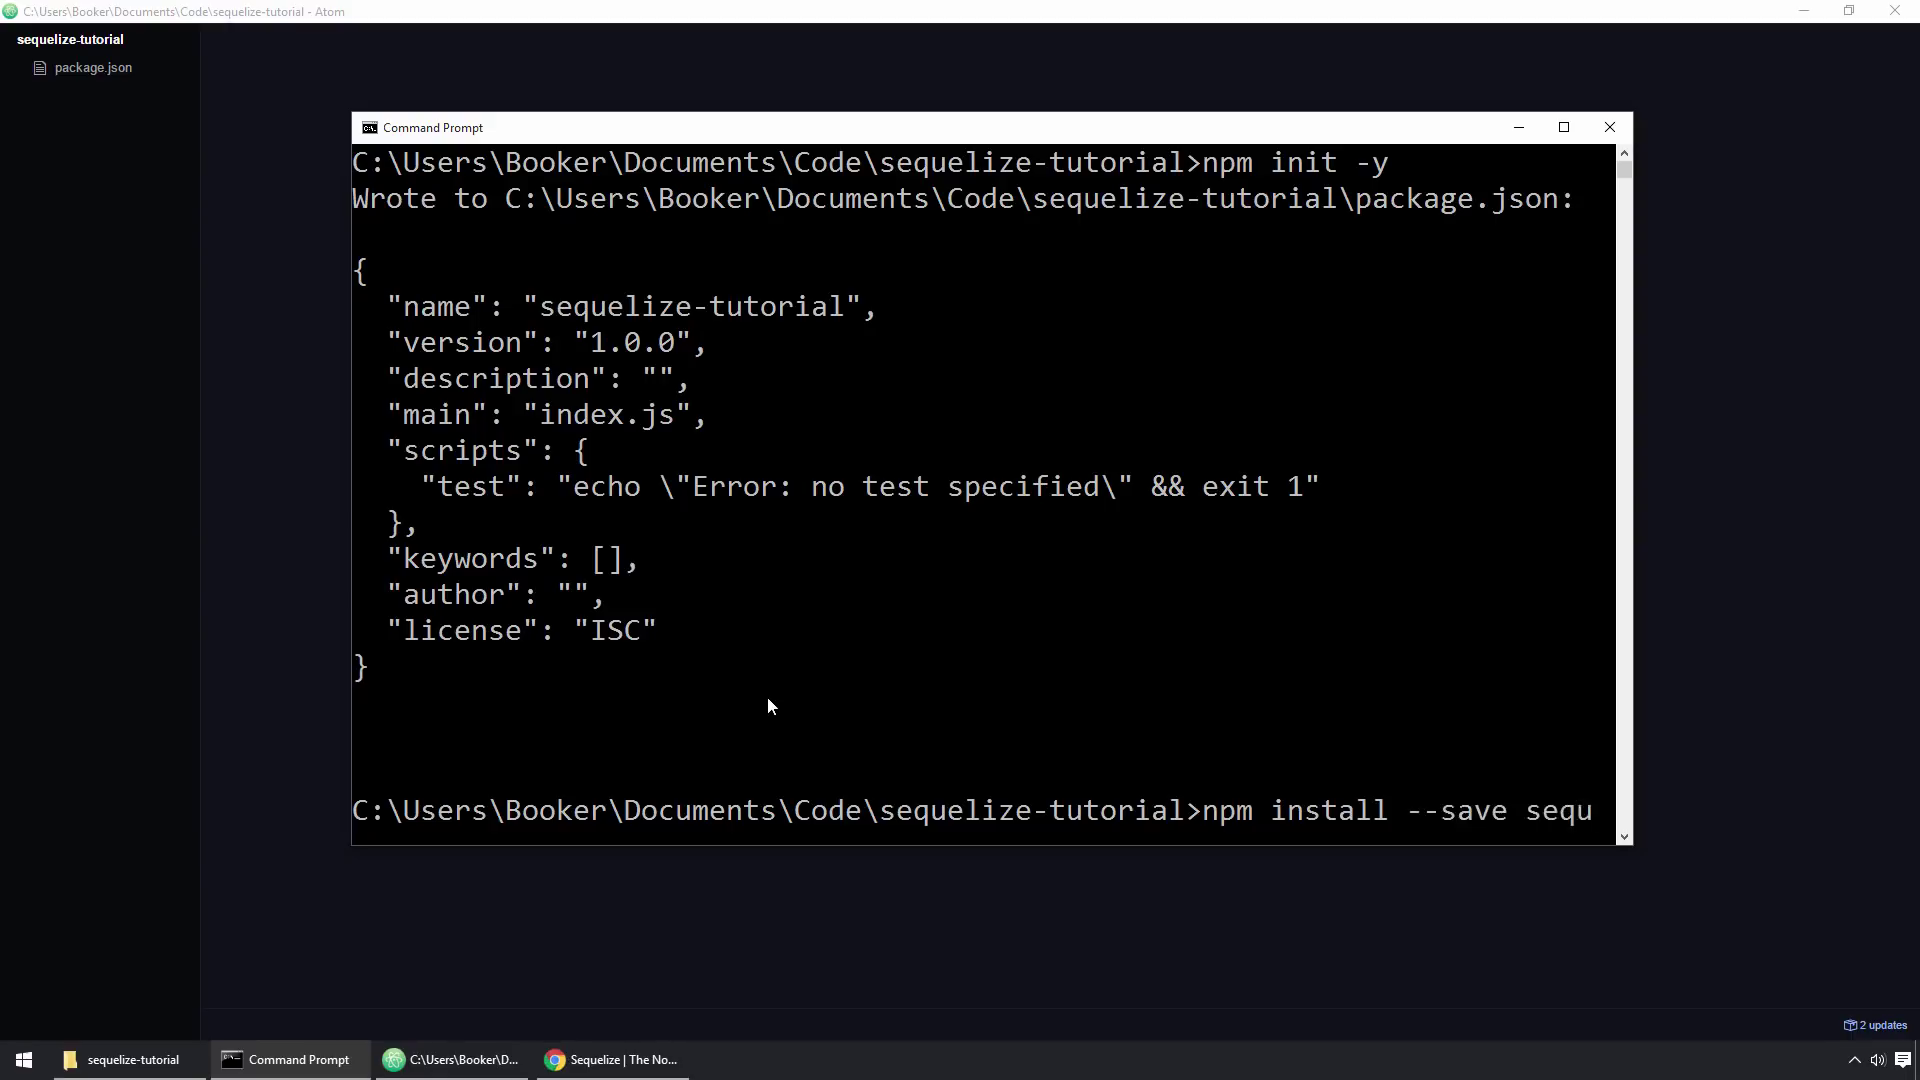 C:\Users\Booker\Documents\Code\sequelize-tutorial - Atom
sequelize-tutorial
package.json
Command Prompt
C:\Users\Booker\Documents\Code\sequelize-tutorial>npm init -y
Wrote to C:\Users\Booker\Documents\Code\sequelize-tutorial\package.json:
{
"name": "sequelize-tutorial",
"version": "1.0.0",
"description": "",
"main": "index.js",
"scripts": {
"test": "echo \"Error: no test specified\" && exit 1"
},
"keywords": [],
"author": "",
"license": "ISC"
}
C:\Users\Booker\Documents\Code\sequelize-tutorial>npm install --save sequ
2 updates
sequelize-tutorial
Command Prompt
C:\Users\Booker\D...
Sequelize | The No...